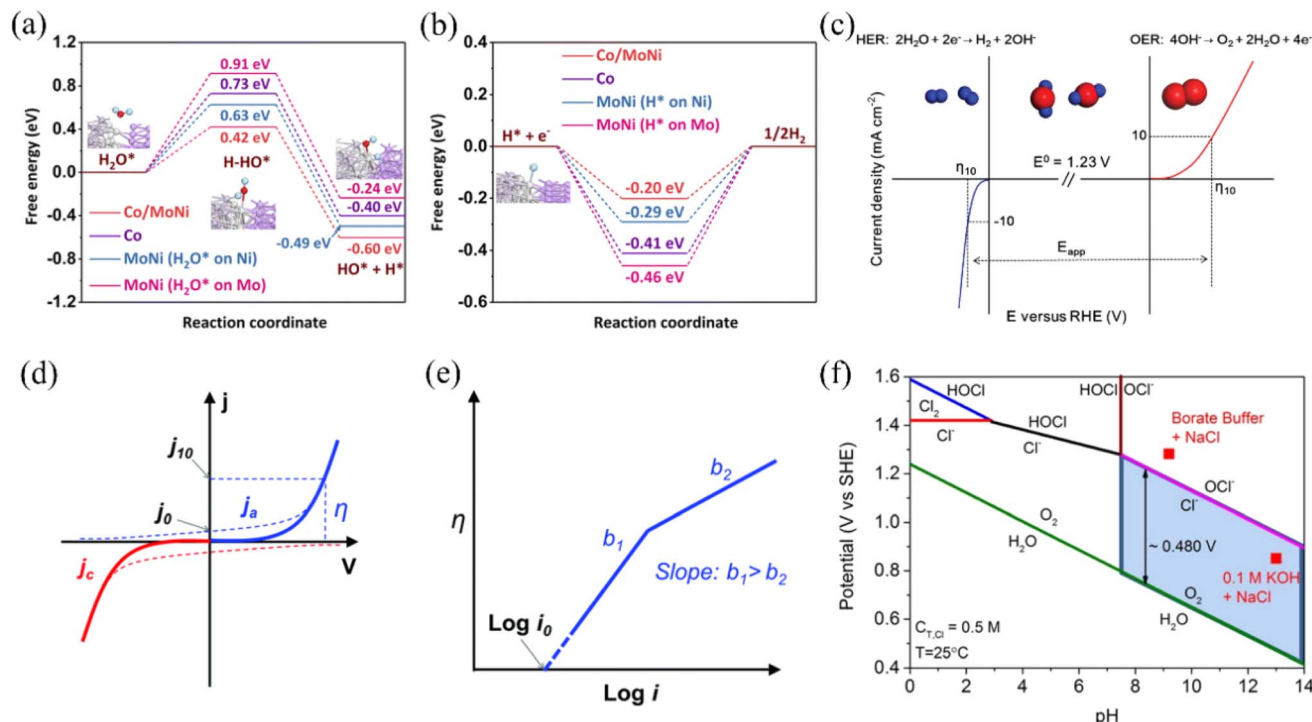 (a)
1.2
0.8
0.4
0.0
-0.4
-0.8
-1.2
Free energy (eV)
0.91 eV
0.73 eV
0.63 eV
0.42 eV
H₂O*
H-HO*
-0.24 eV
-0.40 eV
-0.49 eV
-0.60 eV
HO* + H*
Co/MoNi
Co
MoNi (H₂O* on Ni)
MoNi (H₂O* on Mo)
Reaction coordinate
(b)
0.4
0.2
0.0
-0.2
-0.4
-0.6
Free energy (eV)
Co/MoNi
Co
MoNi (H* on Ni)
MoNi (H* on Mo)
H* + e⁻
1/2H₂
-0.20 eV
-0.29 eV
-0.41 eV
-0.46 eV
Reaction coordinate
(c)
HER: 2H₂O + 2e⁻→ H₂ + 2OH⁻
OER: 4OH⁻→ O₂ + 2H₂O + 4e⁻
Current density (mA cm⁻²)
10
η₁₀
E⁰ = 1.23 V
η₁₀
-10
E_app
E versus RHE (V)
(d)
j
j₁₀
j₀
jₐ
η
j_c
V
(e)
η
b₂
b₁
Slope: b₁> b₂
Log i₀
Log i
(f)
1.6
1.4
1.2
1.0
0.8
0.6
0.4
Potential (V vs SHE)
HOCl
HOCl
OCl⁻
Cl₂
Cl⁻
HOCl
Cl⁻
Borate Buffer
+ NaCl
OCl⁻
Cl⁻
O₂
H₂O
~ 0.480 V
0.1 M KOH
+ NaCl
O₂
H₂O
C_T,Cl = 0.5 M
T=25°C
0 2 4 6 8 10 12 14
pH